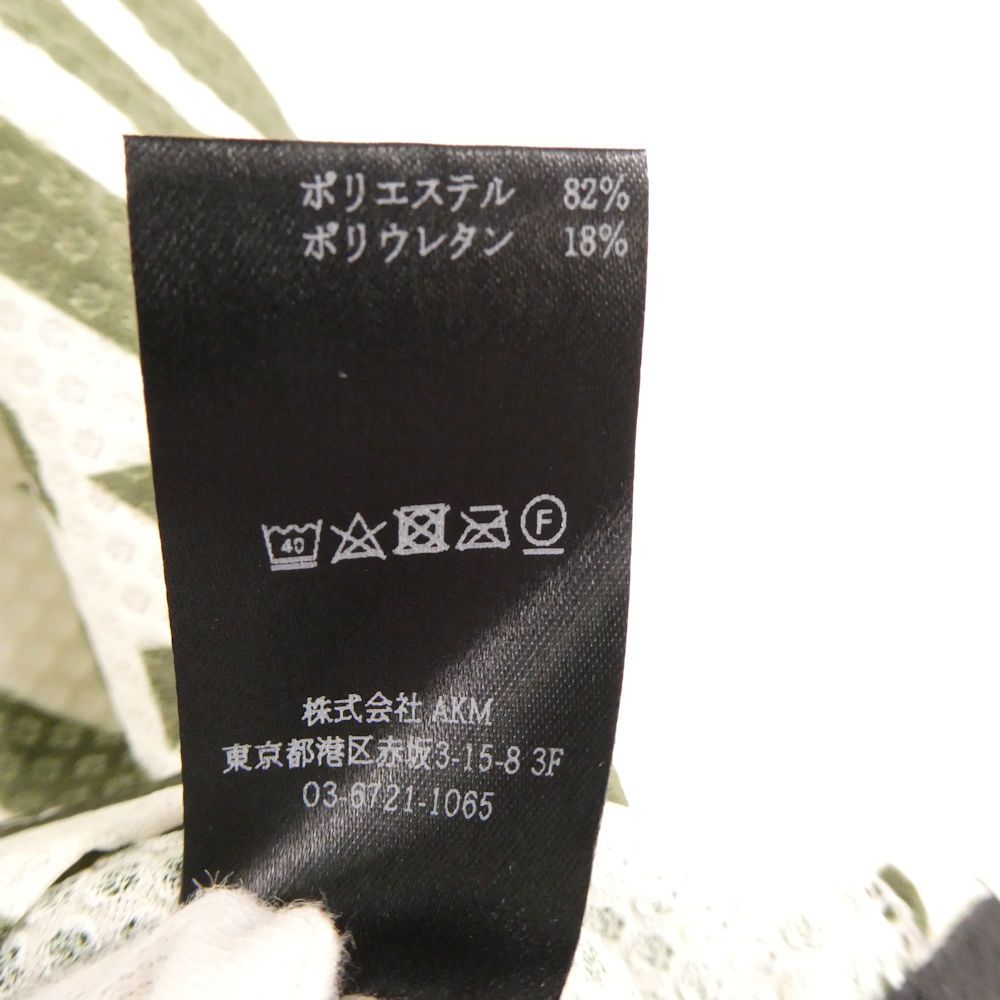 ポリエステル 82%
ポリウレタン 18%
40 F
株式会社 AKM
東京都港区赤坂3-15-8 3F
03-6721-1065